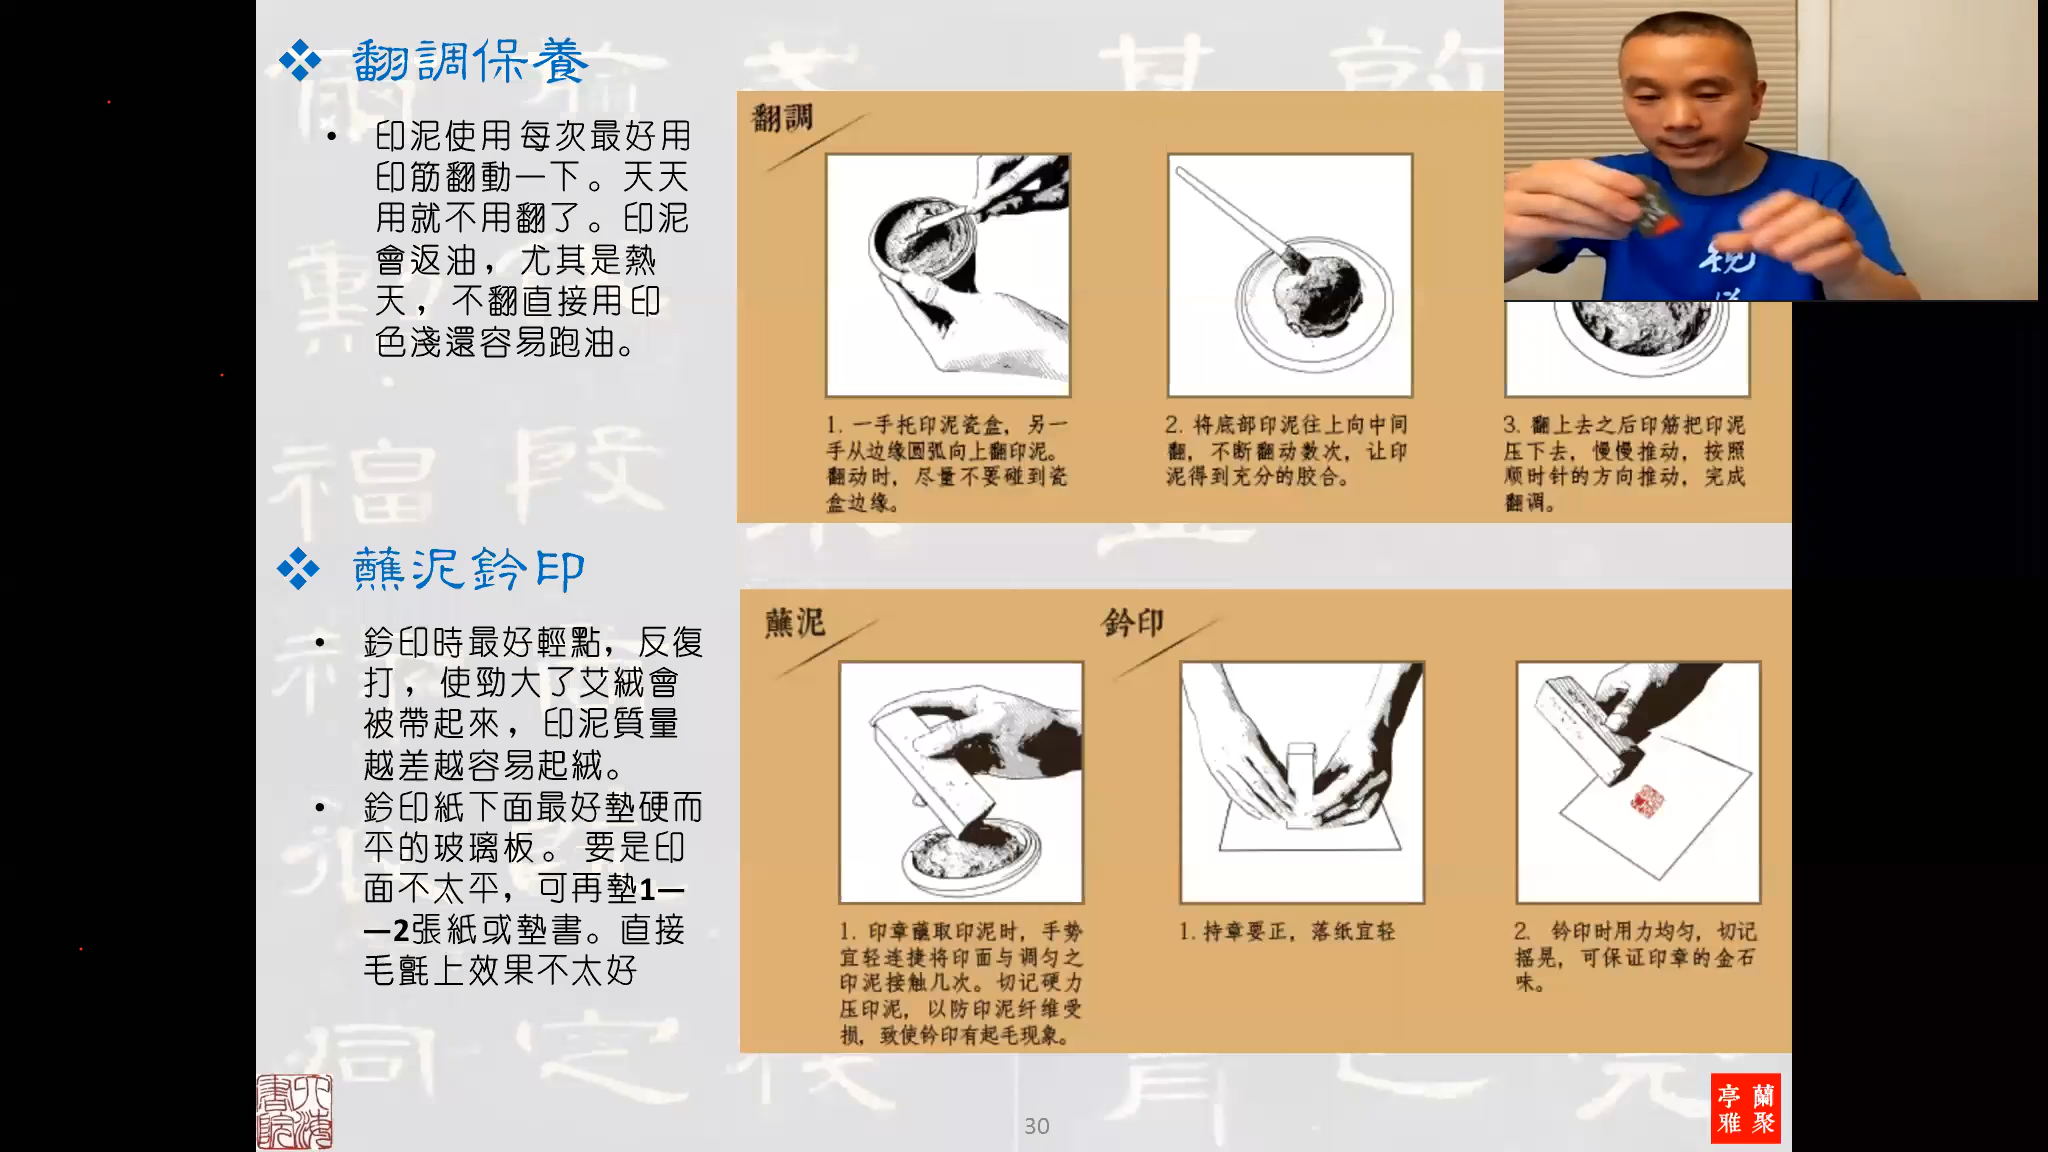 翻調保養
印泥使用每次最好用
印筋翻動一下。天天
用就不用翻了。印泥
會返油，尤其是熱
天，不翻直接用印
色淺還容易跑油。
翻調
1. 一手托印泥瓷盒，另一
手从边缘圆弧向上翻印泥。
翻动时，尽量不要碰到瓷
盒边缘。
2. 将底部印泥往上向中间
翻，不断翻动数次，让印
泥得到充分的胶合。
3. 翻上去之后印筋把印泥
压下去，慢慢推动，按照
顺时针的方向推动，完成
翻调。
蘸泥鈐印
鈐印時最好輕點，反復
打，使勁大了艾絨會
被帶起來，印泥質量
越差越容易起絨。
鈐印紙下面最好墊硬而
平的玻璃板。 要是印
面不太平，可再墊1—
—2張紙或墊書。直接
毛氈上效果不太好
蘸泥
1. 印章蘸取印泥时，手势
宜轻连捷将印面与调匀之
印泥接触几次。切记硬力
压印泥，以防印泥纤维受
损，致使钤印有起毛现象。
鈐印
1. 持章要正，落纸宜轻
2. 钤印时用力均匀，切记
摇晃，可保证印章的金石
味。
30
蘭聚
亭雅